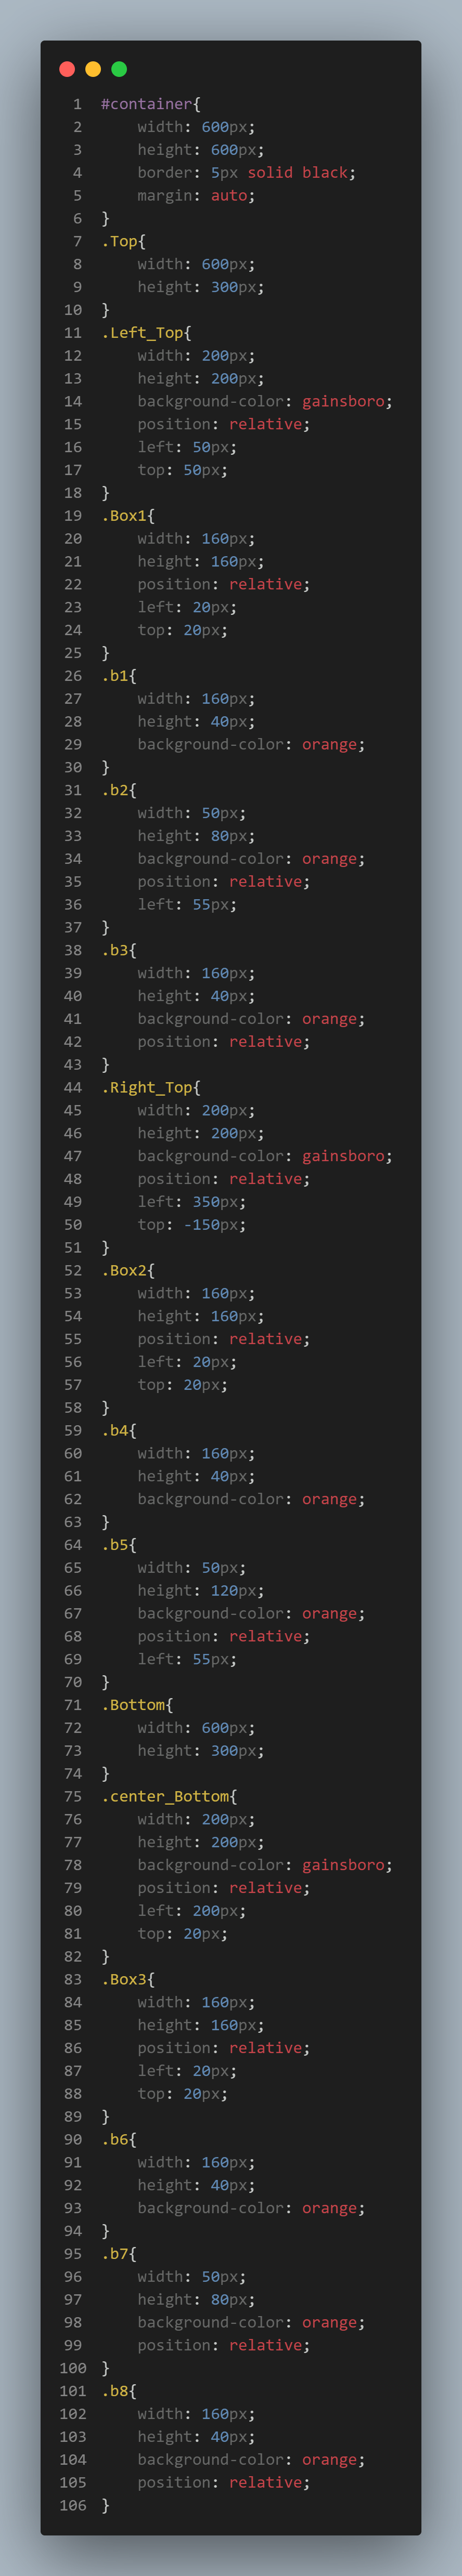 1 #container{
2     width: 600px;
3     height: 600px;
4     border: 5px solid black;
5     margin: auto;
6 }
7 .Top{
8     width: 600px;
9     height: 300px;
10 }
11 .Left_Top{
12     width: 200px;
13     height: 200px;
14     background-color: gainsboro;
15     position: relative;
16     left: 50px;
17     top: 50px;
18 }
19 .Box1{
20     width: 160px;
21     height: 160px;
22     position: relative;
23     left: 20px;
24     top: 20px;
25 }
26 .b1{
27     width: 160px;
28     height: 40px;
29     background-color: orange;
30 }
31 .b2{
32     width: 50px;
33     height: 80px;
34     background-color: orange;
35     position: relative;
36     left: 55px;
37 }
38 .b3{
39     width: 160px;
40     height: 40px;
41     background-color: orange;
42     position: relative;
43 }
44 .Right_Top{
45     width: 200px;
46     height: 200px;
47     background-color: gainsboro;
48     position: relative;
49     left: 350px;
50     top: -150px;
51 }
52 .Box2{
53     width: 160px;
54     height: 160px;
55     position: relative;
56     left: 20px;
57     top: 20px;
58 }
59 .b4{
60     width: 160px;
61     height: 40px;
62     background-color: orange;
63 }
64 .b5{
65     width: 50px;
66     height: 120px;
67     background-color: orange;
68     position: relative;
69     left: 55px;
70 }
71 .Bottom{
72     width: 600px;
73     height: 300px;
74 }
75 .center_Bottom{
76     width: 200px;
77     height: 200px;
78     background-color: gainsboro;
79     position: relative;
80     left: 200px;
81     top: 20px;
82 }
83 .Box3{
84     width: 160px;
85     height: 160px;
86     position: relative;
87     left: 20px;
88     top: 20px;
89 }
90 .b6{
91     width: 160px;
92     height: 40px;
93     background-color: orange;
94 }
95 .b7{
96     width: 50px;
97     height: 80px;
98     background-color: orange;
99     position: relative;
100 }
101 .b8{
102     width: 160px;
103     height: 40px;
104     background-color: orange;
105     position: relative;
106 }